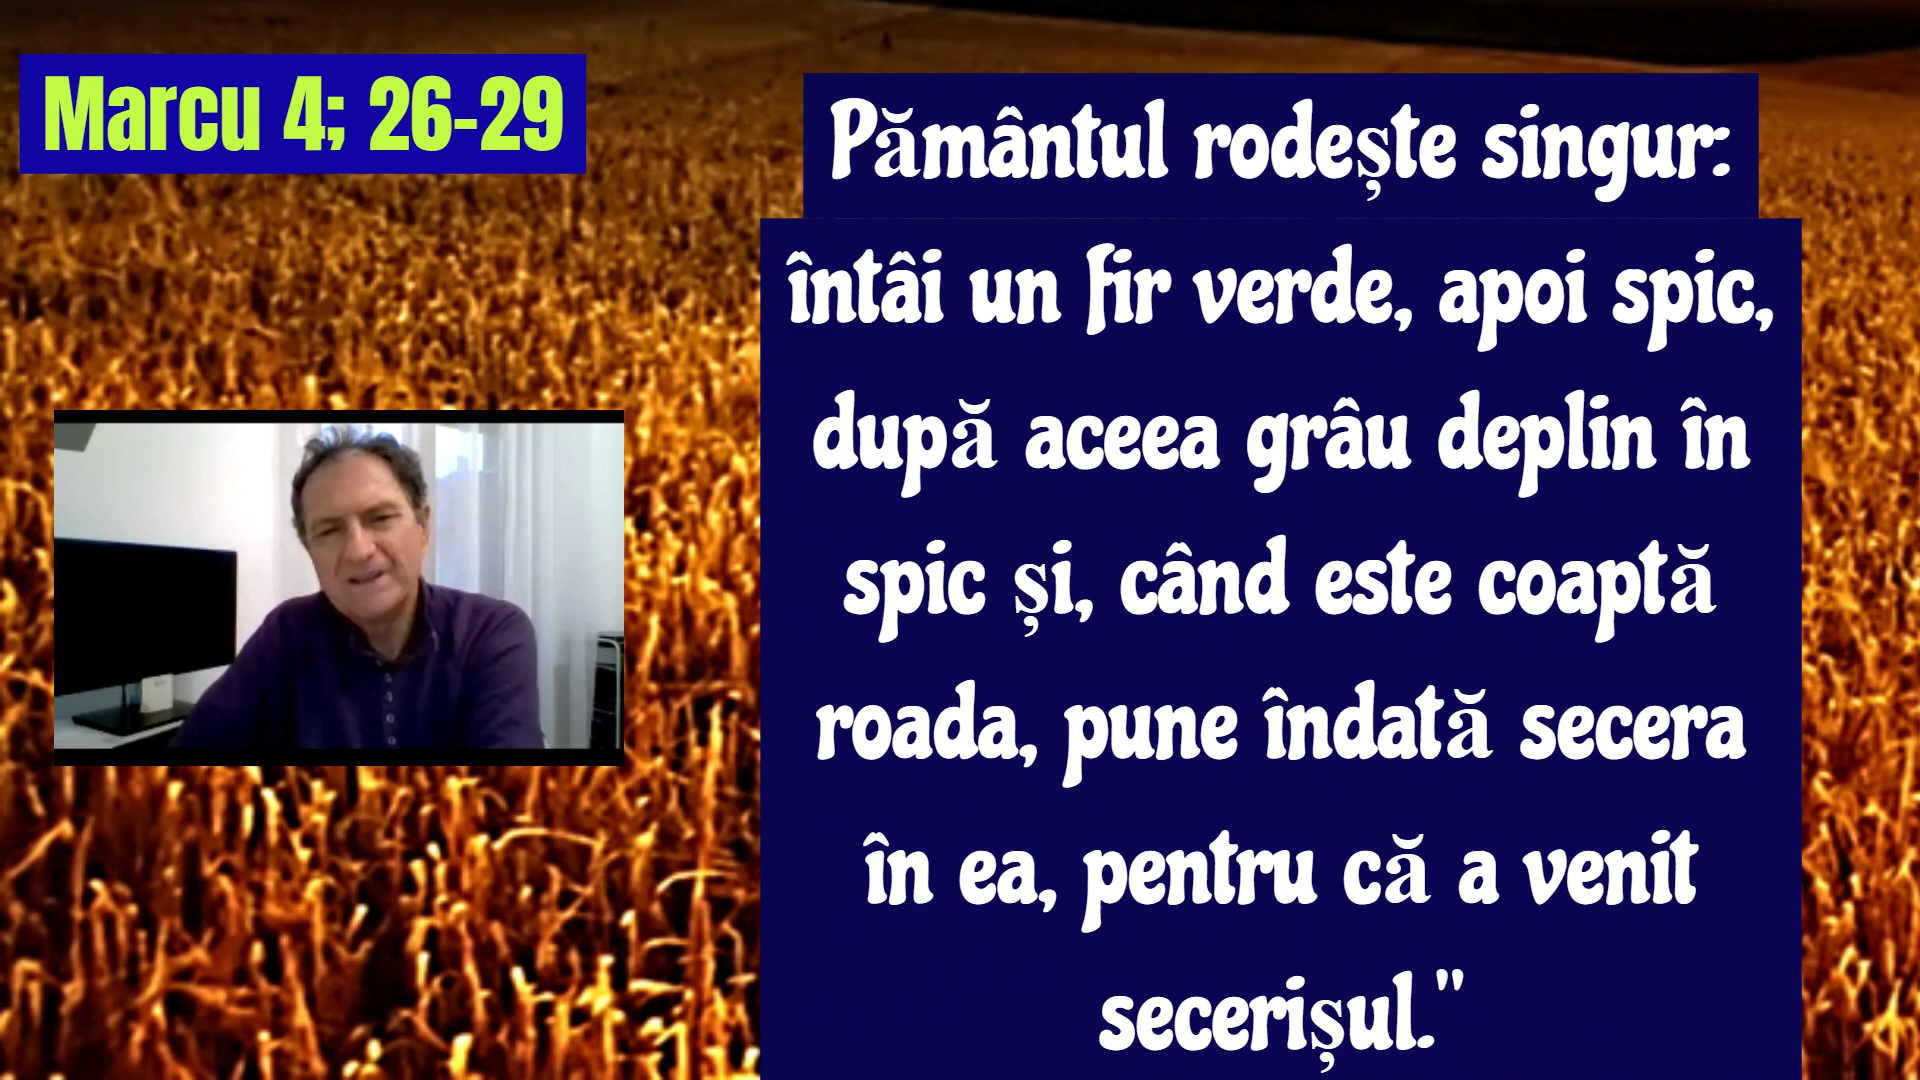 Marcu 4; 26-29
Pământul rodește singur:
întâi un fir verde, apoi spic,
după aceea grâu deplin în
spic și, când este coaptă
roada, pune îndată secera
în ea, pentru că a venit
secerișul."